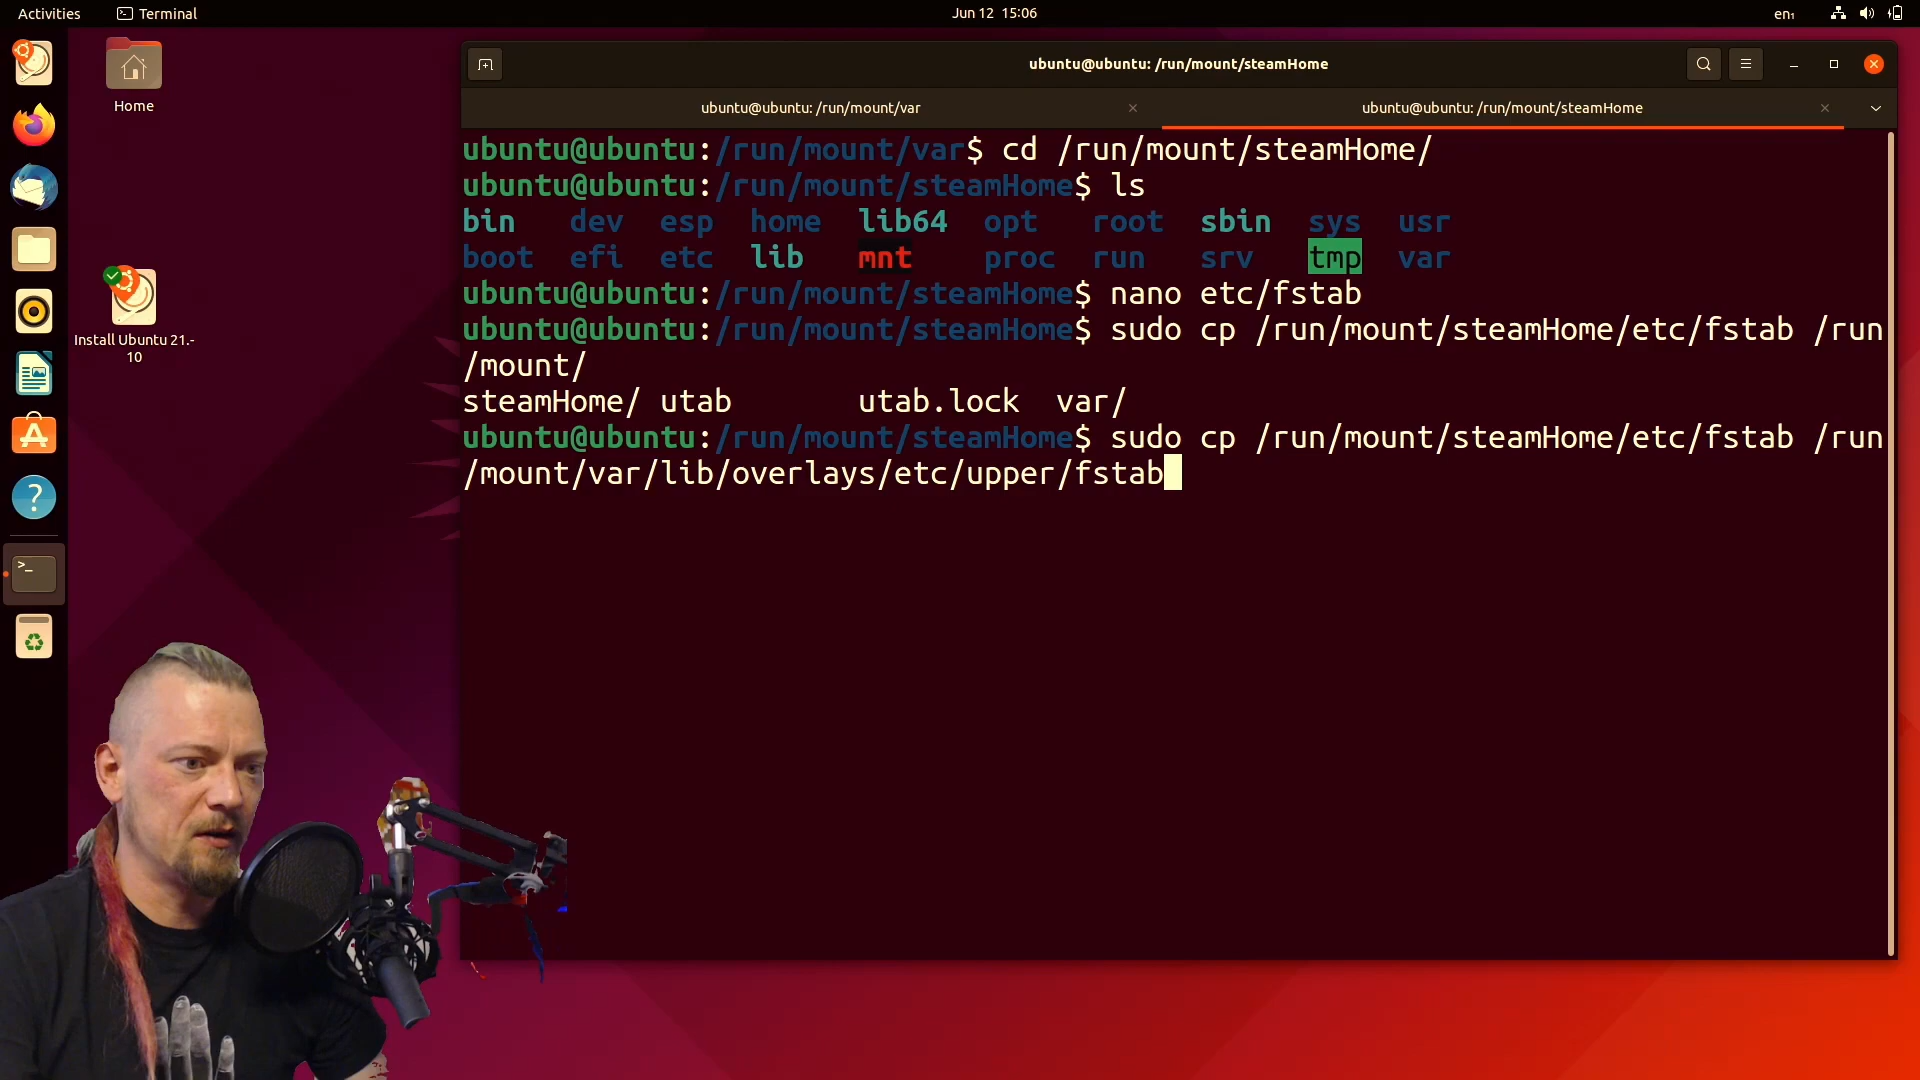 Activities
Terminal
Jun 12 15:06
en₁
Home
Install Ubuntu 21.-
10
ubuntu@ubuntu: /run/mount/steamHome
ubuntu@ubuntu: /run/mount/var
ubuntu@ubuntu: /run/mount/steamHome
ubuntu@ubuntu:/run/mount/var$ cd /run/mount/steamHome/
ubuntu@ubuntu:/run/mount/steamHome$ ls
bin dev esp home lib64 opt root sbin sys usr
boot efi etc lib mnt proc run srv tmp var
ubuntu@ubuntu:/run/mount/steamHome$ nano etc/fstab
ubuntu@ubuntu:/run/mount/steamHome$ sudo cp /run/mount/steamHome/etc/fstab /run
/mount/
steamHome/ utab utab.lock var/
ubuntu@ubuntu:/run/mount/steamHome$ sudo cp /run/mount/steamHome/etc/fstab /run
/mount/var/lib/overlays/etc/upper/fstab